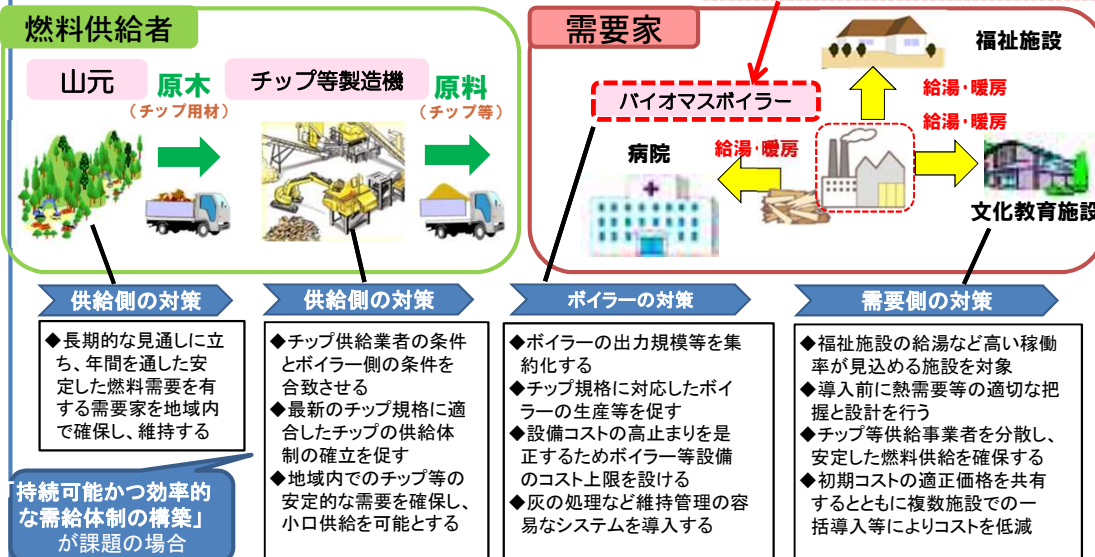 燃料供給者
山元
原木
(チップ用材)
チップ等製造機
原料
(チップ等)
需要家
バイオマスボイラー
福祉施設
給湯・暖房
給湯・暖房
病院
給湯・暖房
文化教育施設
供給側の対策
◆長期的な見通しに立
ち、年間を通した安
定した燃料需要を有
する需要家を地域内
で確保し、維持する
供給側の対策
◆チップ供給業者の条件
とボイラー側の条件を
合致させる
◆最新のチップ規格に適
合したチップの供給体
制の確立を促す
◆地域内でのチップ等の
安定的な需要を確保し、
小口供給を可能とする
ボイラーの対策
◆ボイラーの出力規模等を集
約化する
◆チップ規格に対応したボイ
ラーの生産等を促す
◆設備コストの高止まりを是
正するためボイラー等設備
のコスト上限を設ける
◆灰の処理など維持管理の容
易なシステムを導入する
需要側の対策
◆福祉施設の給湯など高い稼働
率が見込める施設を対象
◆導入前に熱需要等の適切な把
握と設計を行う
◆チップ等供給事業者を分散し、
安定した燃料供給を確保する
◆初期コストの適正価格を共有
するとともに複数施設での一
括導入等によりコストを低減
「持続可能かつ効率的
な需給体制の構築」
が課題の場合